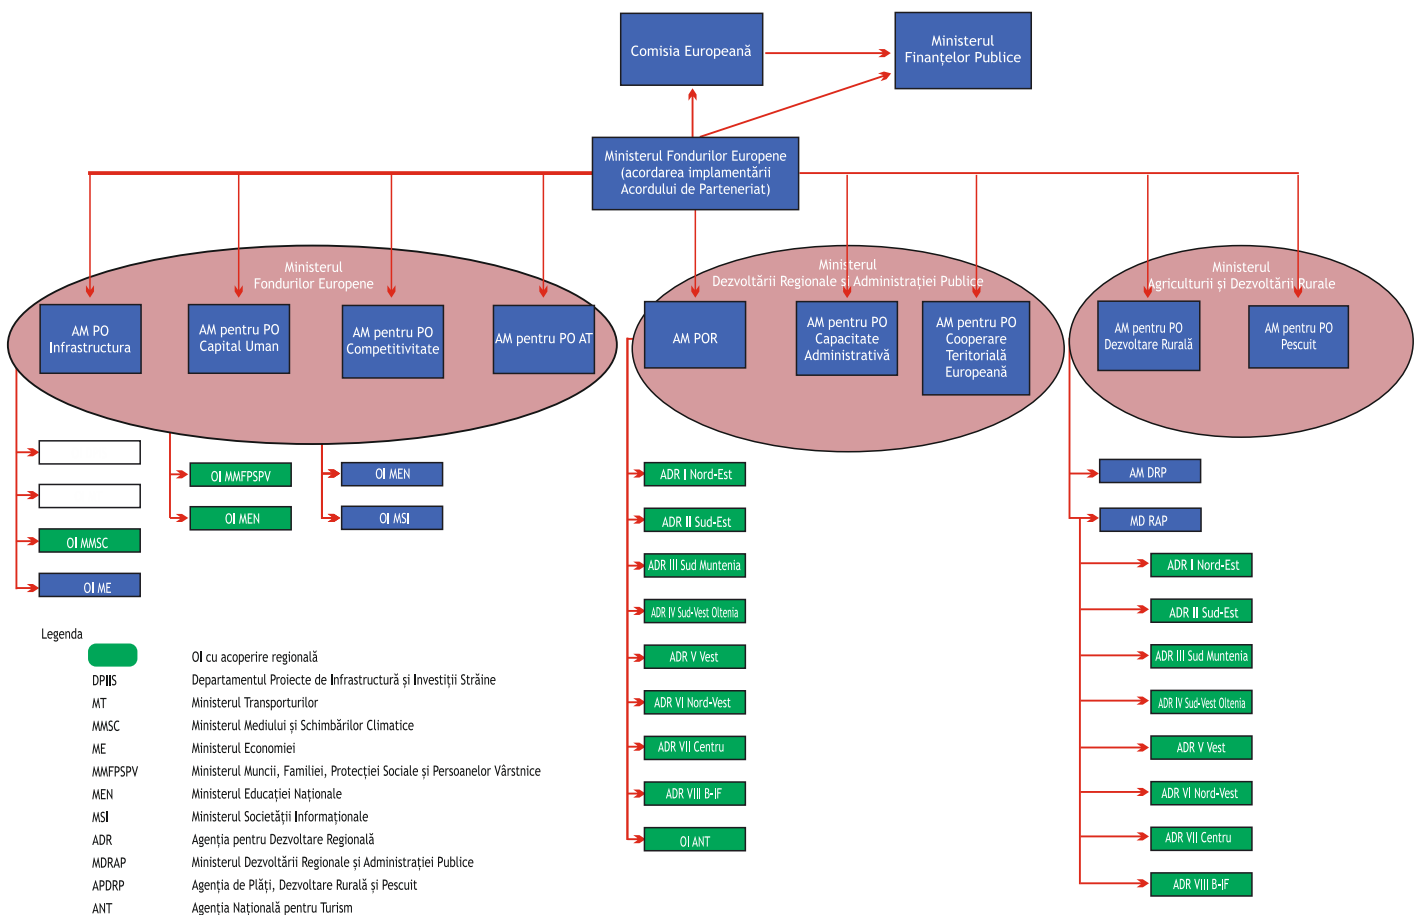 Comisia Europeană
Ministerul
Finanțelor Publice
Ministerul Fondurilor Europene
(acordarea implamentării
Acordului de Parteneriat)
Ministerul
Fondurilor Europene
AM PO
Infrastructura
AM pentru PO
Capital Uman
AM pentru PO
Competitivitate
AM pentru PO AT
Ministerul
Dezvoltării Regionale și Administrației Publice
AM POR
AM pentru PO
Capacitate
Administrativă
AM pentru PO
Cooperare
Teritorială
Europeană
Ministerul
Agriculturii și Dezvoltării Rurale
AM pentru PO
Dezvoltare Rurală
AM pentru PO
Pescuit
OI MMSC
OI ME
OI MMFPSPV
OI MEN
OI MEN
OI MSI
ADR I Nord-Est
ADR II Sud-Est
ADR III Sud Muntenia
ADR IV Sud-Vest Oltenia
ADR V Vest
ADR VI Nord-Vest
ADR VII Centru
ADR VIII B-IF
OI ANT
AM DRP
MD RAP
ADR I Nord-Est
ADR II Sud-Est
ADR III Sud Muntenia
ADR IV Sud-Vest Oltenia
ADR V Vest
ADR VI Nord-Vest
ADR VII Centru
ADR VIII B-IF
Legenda
OI cu acoperire regională
DPIIS Departamentul Proiecte de Infrastructură și Investiții Străine
MT Ministerul Transporturilor
MMSC Ministerul Mediului și Schimbărilor Climatice
ME Ministerul Economiei
MMFPSPV Ministerul Muncii, Familiei, Protecției Sociale și Persoanelor Vârstnice
MEN Ministerul Educației Naționale
MSI Ministerul Societății Informaționale
ADR Agenția pentru Dezvoltare Regională
MDRAP Ministerul Dezvoltării Regionale și Administrației Publice
APDRP Agenția de Plăți, Dezvoltare Rurală și Pescuit
ANT Agenția Națională pentru Turism